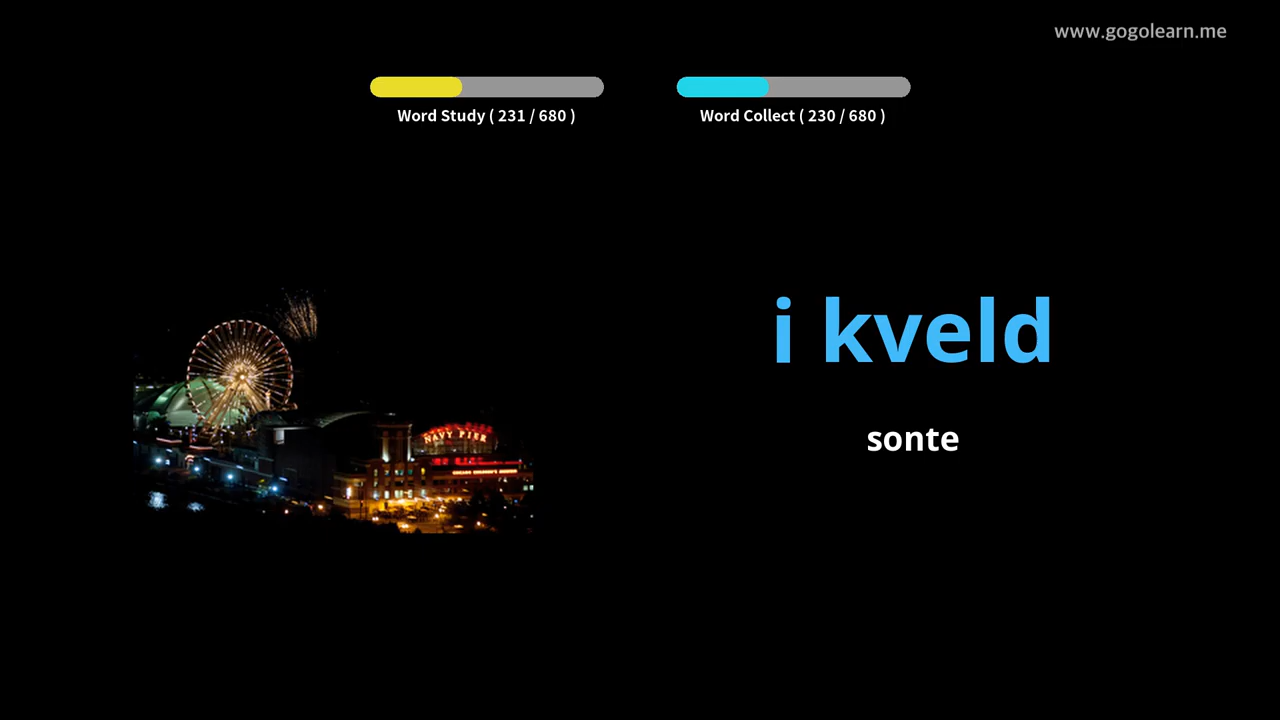 www.gogolearn.me
Word Study ( 231 / 680 )
Word Collect ( 230 / 680 )
i kveld
sonte
NAVY PIER